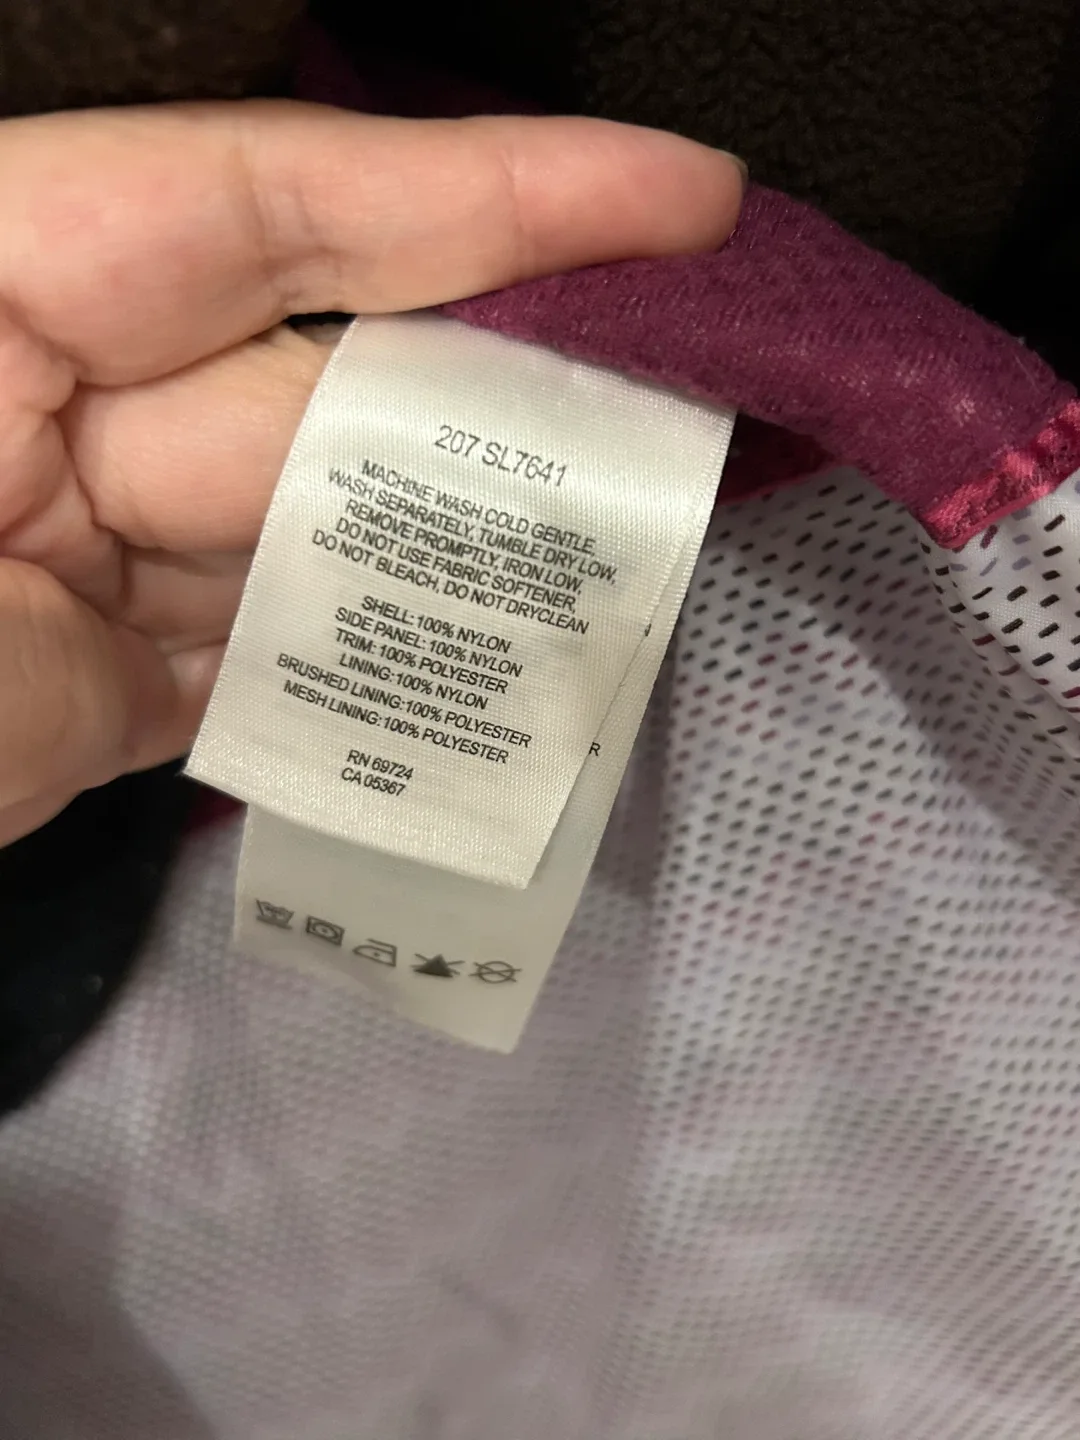 207 SL7641
MACHINE WASH COLD GENTLE,
WASH SEPARATELY, TUMBLE DRY LOW,
REMOVE PROMPTLY, IRON LOW,
DO NOT USE FABRIC SOFTENER,
DO NOT BLEACH, DO NOT DRYCLEAN
SHELL: 100% NYLON
SIDE PANEL: 100% NYLON
TRIM: 100% POLYESTER
LINING:100% NYLON
BRUSHED LINING:100% POLYESTER
MESH LINING:100% POLYESTER
RN 69724
CA 05367
N
R